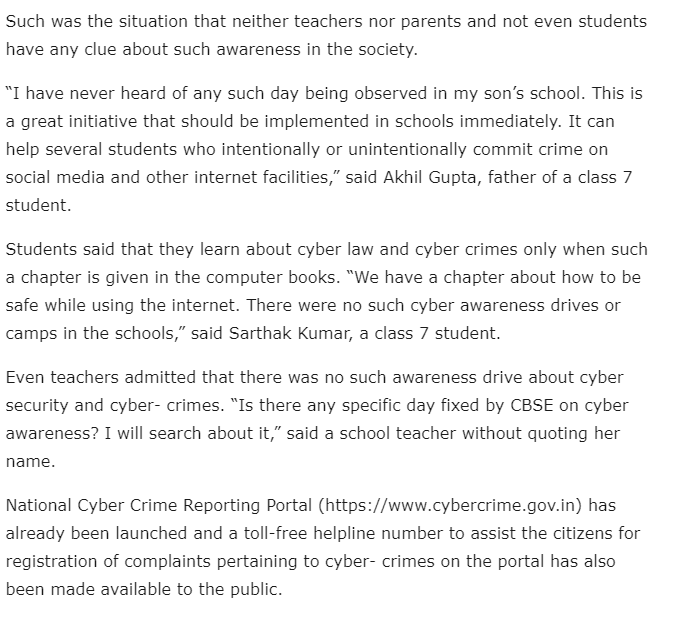 Such was the situation that neither teachers nor parents and not even students
have any clue about such awareness in the society.
“I have never heard of any such day being observed in my son’s school. This is
a great initiative that should be implemented in schools immediately. It can
help several students who intentionally or unintentionally commit crime on
social media and other internet facilities,” said Akhil Gupta, father of a class 7
student.
Students said that they learn about cyber law and cyber crimes only when such
a chapter is given in the computer books. “We have a chapter about how to be
safe while using the internet. There were no such cyber awareness drives or
camps in the schools,” said Sarthak Kumar, a class 7 student.
Even teachers admitted that there was no such awareness drive about cyber
security and cyber- crimes. “Is there any specific day fixed by CBSE on cyber
awareness? I will search about it,” said a school teacher without quoting her
name.
National Cyber Crime Reporting Portal (https://www.cybercrime.gov.in) has
already been launched and a toll-free helpline number to assist the citizens for
registration of complaints pertaining to cyber- crimes on the portal has also
been made available to the public.